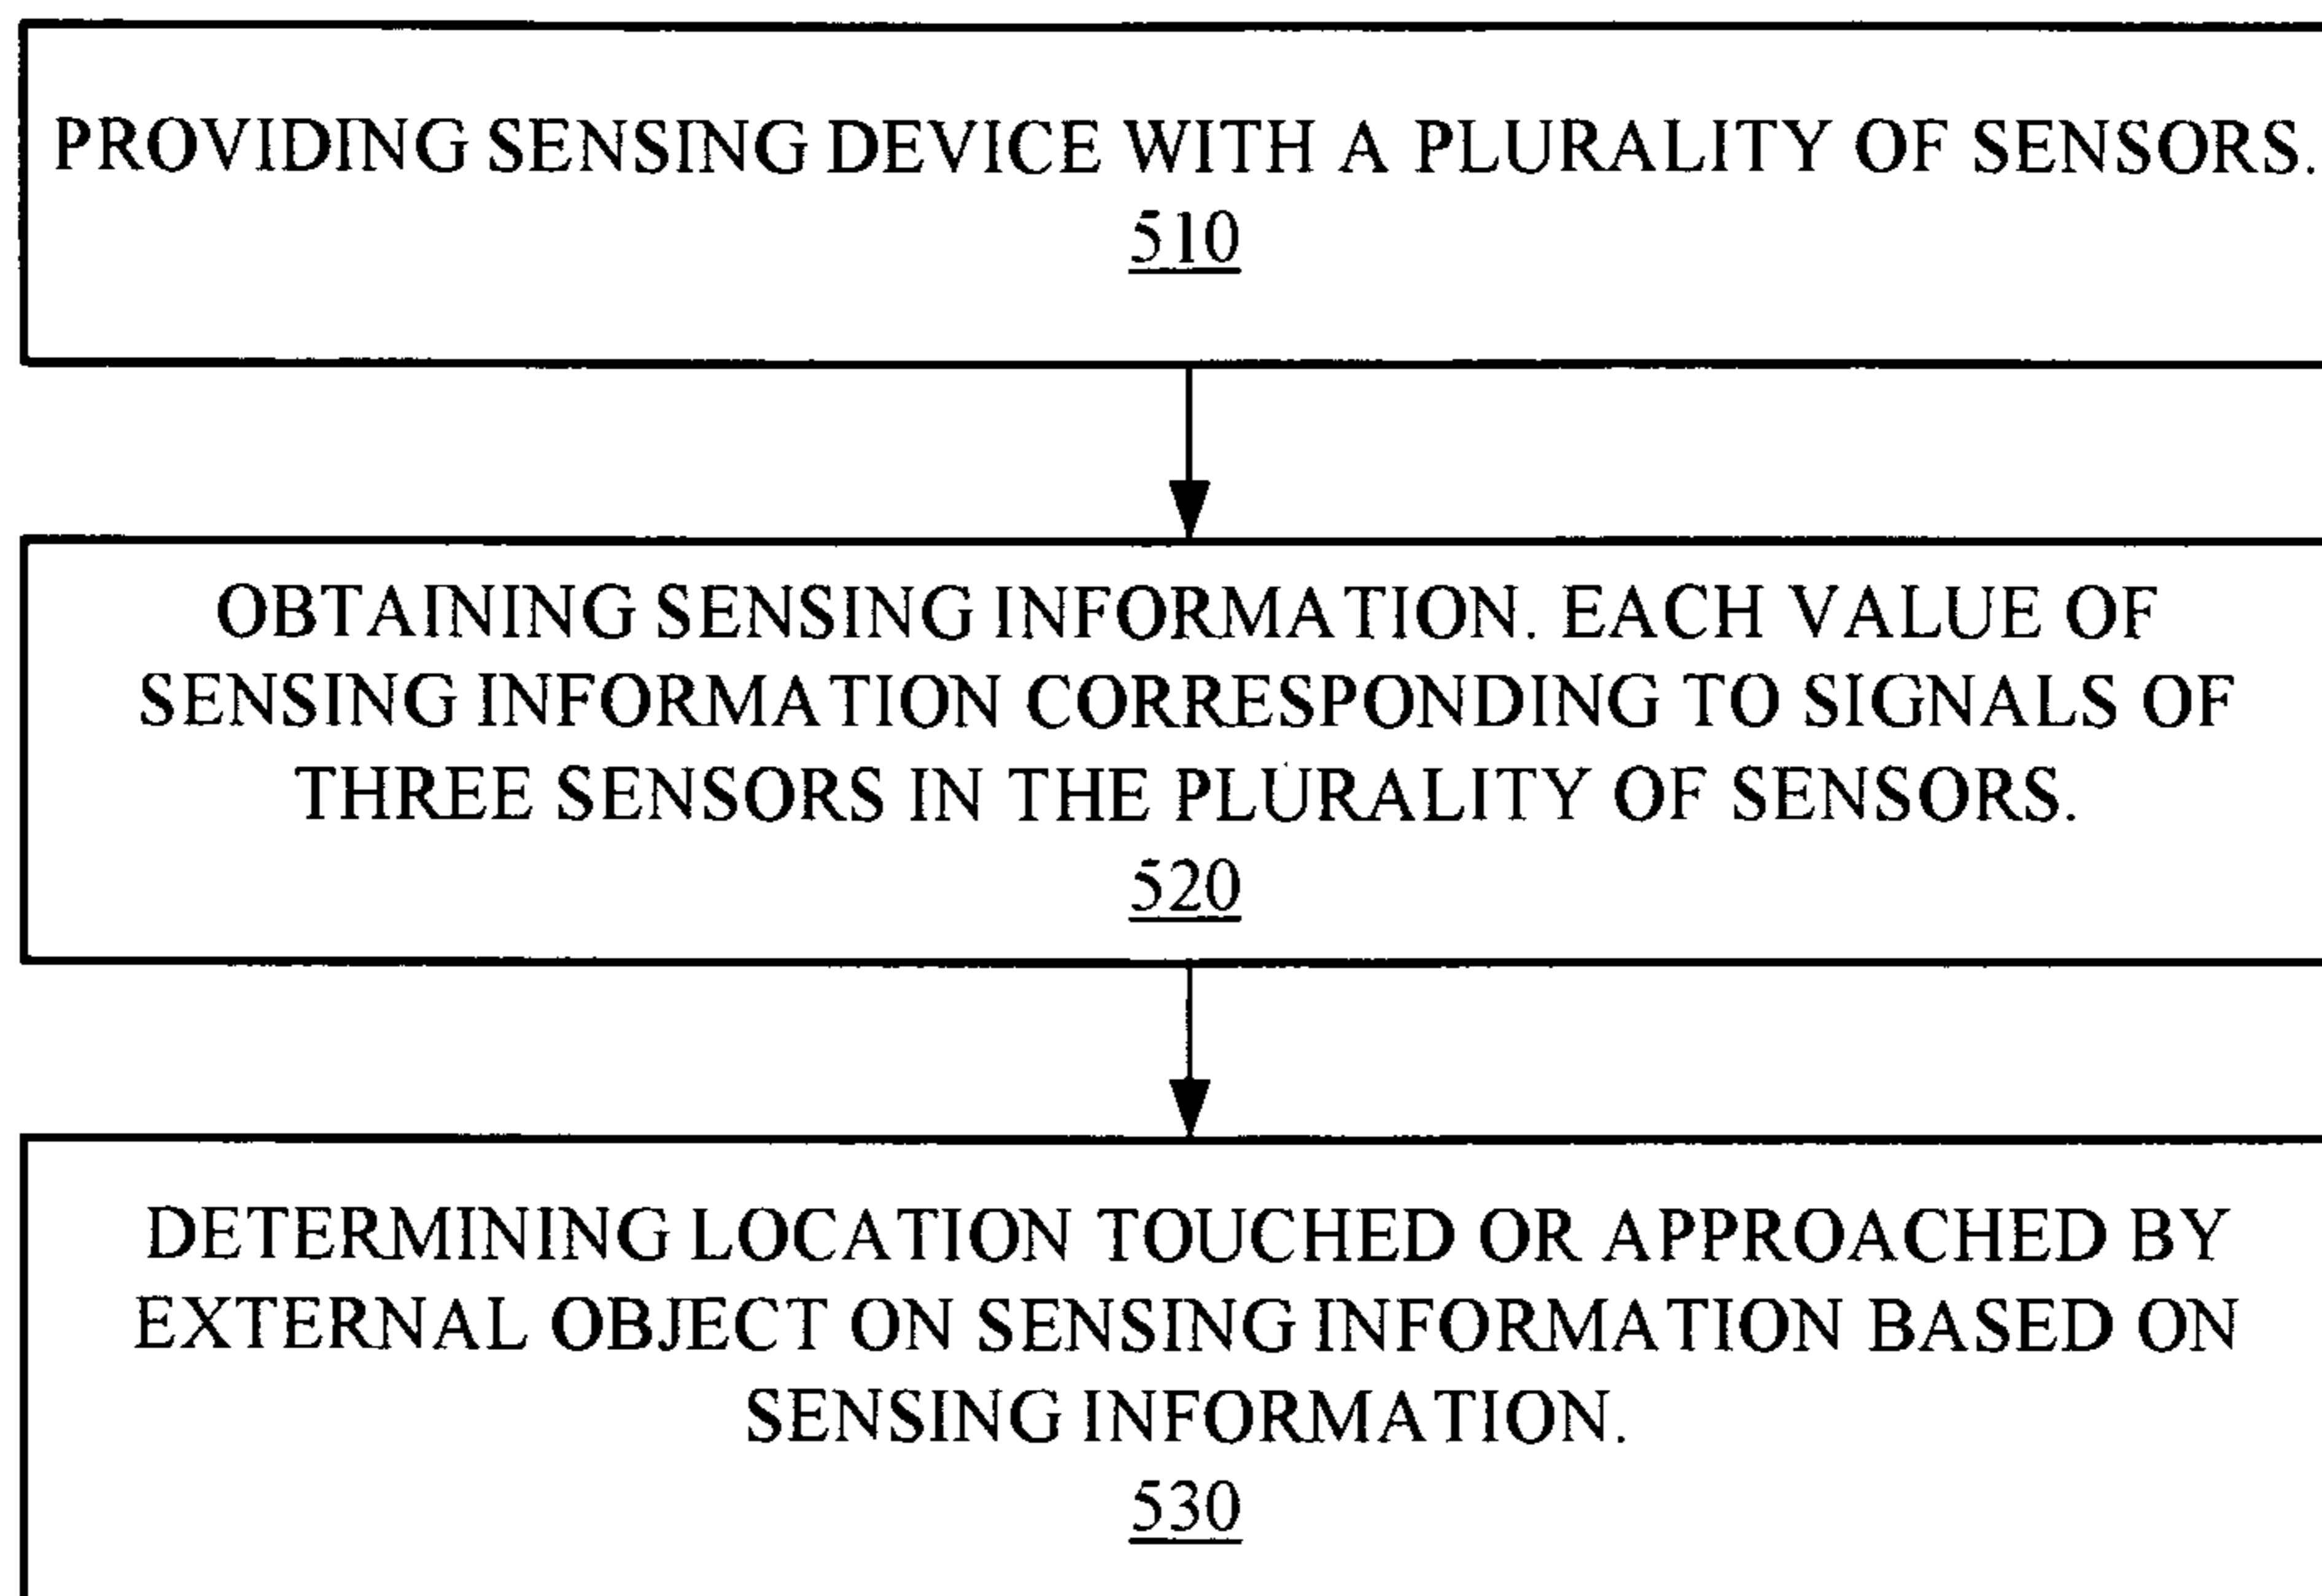 PROVIDING SENSING DEVICE WITH A PLURALITY OF SENSORS.
510
OBTAINING SENSING INFORMATION. EACH VALUE OF
SENSING INFORMATION CORRESPONDING TO SIGNALS OF
THREE SENSORS IN THE PLURALITY OF SENSORS.
520
DETERMINING LOCATION TOUCHED OR APPROACHED BY
EXTERNAL OBJECT ON SENSING INFORMATION BASED ON
SENSING INFORMATION.
530